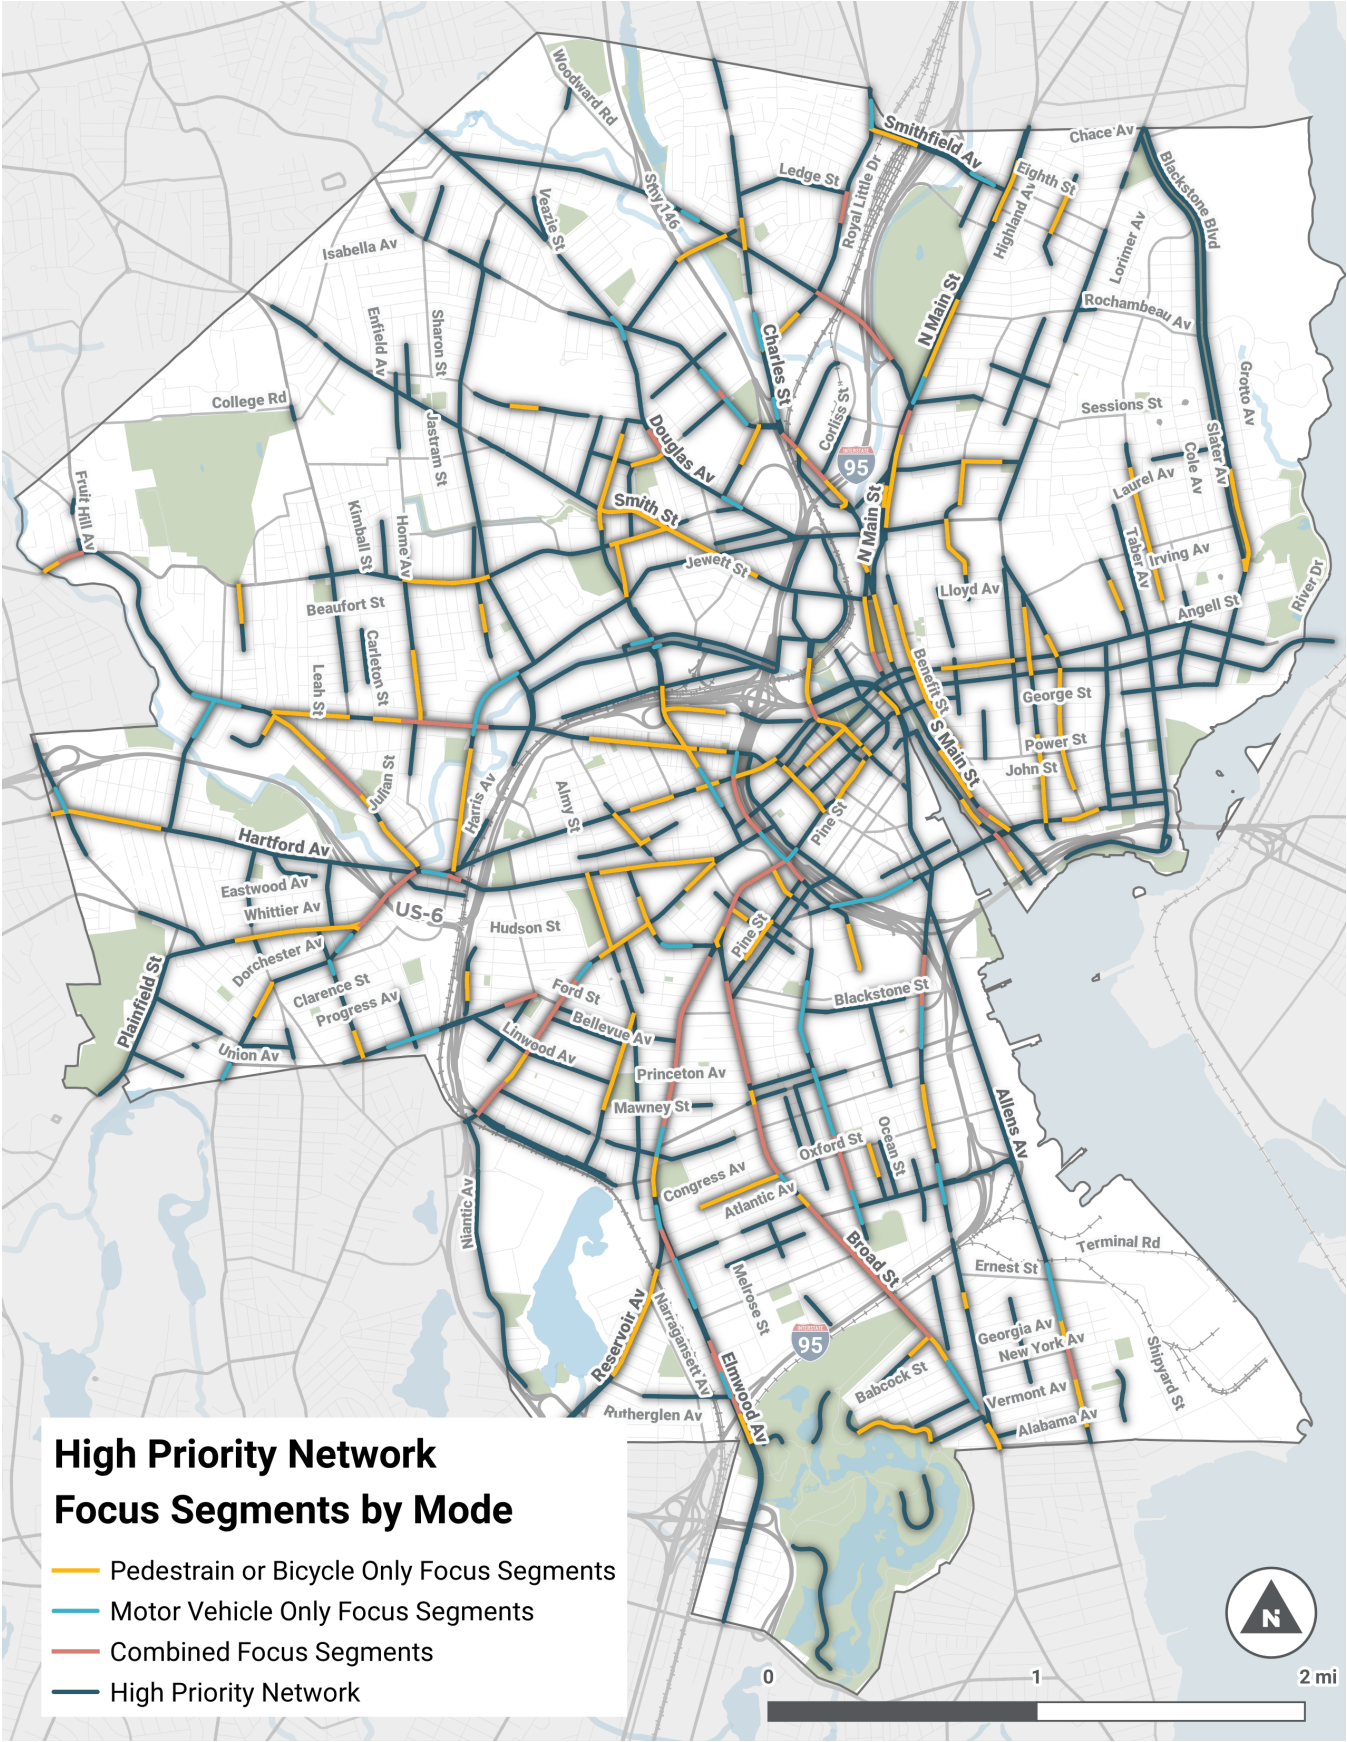 Woodward Rd
Smithfield Av
Chace Av
Ledge St
Royal Little Dr
Eighth St
Blackstone Blvd
Sthy 146
Veazie St
Highland Av
Lorimer Av
Isabella Av
Enfield Av
Sharon St
N Main St
Rochambeau Av
Charles St
Grotto Av
College Rd
Corliss St
Sessions St
Jastram St
Douglas Av
INTERSTATE
95
Slater Av
Cole Av
Laurel Av
Fruit Hill Av
Kimball St
Home Av
Smith St
N Main St
Taber Av
Irving Av
Jewett St
Lloyd Av
River Dr
Beaufort St
Angell St
Carleton St
Leah St
Benefit St
George St
Power St
S Main St
John St
Julian St
Harris Av
Almy St
Pine St
Hartford Av
Eastwood Av
Whittier Av
US-6
Hudson St
Pine St
Dorchester Av
Plainfield St
Clarence St
Ford St
Blackstone St
Progress Av
Bellevue Av
Linwood Av
Union Av
Princeton Av
Mawney St
Allens Av
Oxford St
Ocean St
Congress Av
Atlantic Av
Niantic Av
Broad St
Terminal Rd
Ernest St
Melrose St
Reservoir Av
Narragansett Av
INTERSTATE
95
Georgia Av
New York Av
Shipyard St
Elmwood Av
Babcock St
Vermont Av
Rutherglen Av
Alabama Av
High Priority Network
Focus Segments by Mode
Pedestrain or Bicycle Only Focus Segments
Motor Vehicle Only Focus Segments
Combined Focus Segments
High Priority Network
N
0 1 2 mi